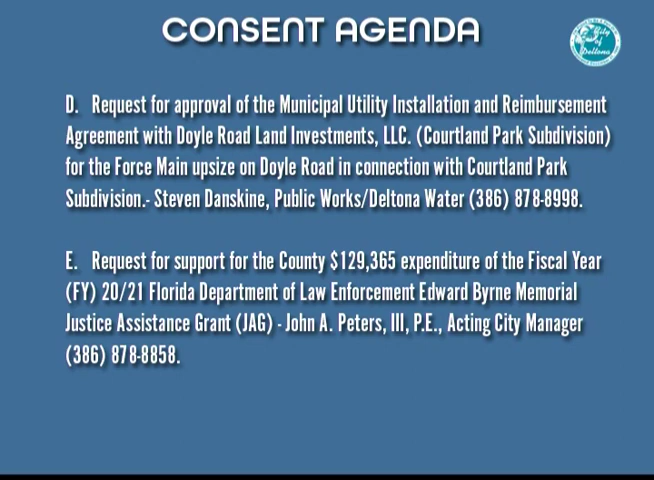 CONSENT AGENDA
City
of
Deltona
D. Request for approval of the Municipal Utility Installation and Reimbursement
Agreement with Doyle Road Land Investments, LLC. (Courtland Park Subdivision)
for the Force Main upsize on Doyle Road in connection with Courtland Park
Subdivision.- Steven Danskine, Public Works/Deltona Water (386) 878-8998.
E. Request for support for the County $129,365 expenditure of the Fiscal Year
(FY) 20/21 Florida Department of Law Enforcement Edward Byrne Memorial
Justice Assistance Grant (JAG) - John A. Peters, III, P.E., Acting City Manager
(386) 878-8858.